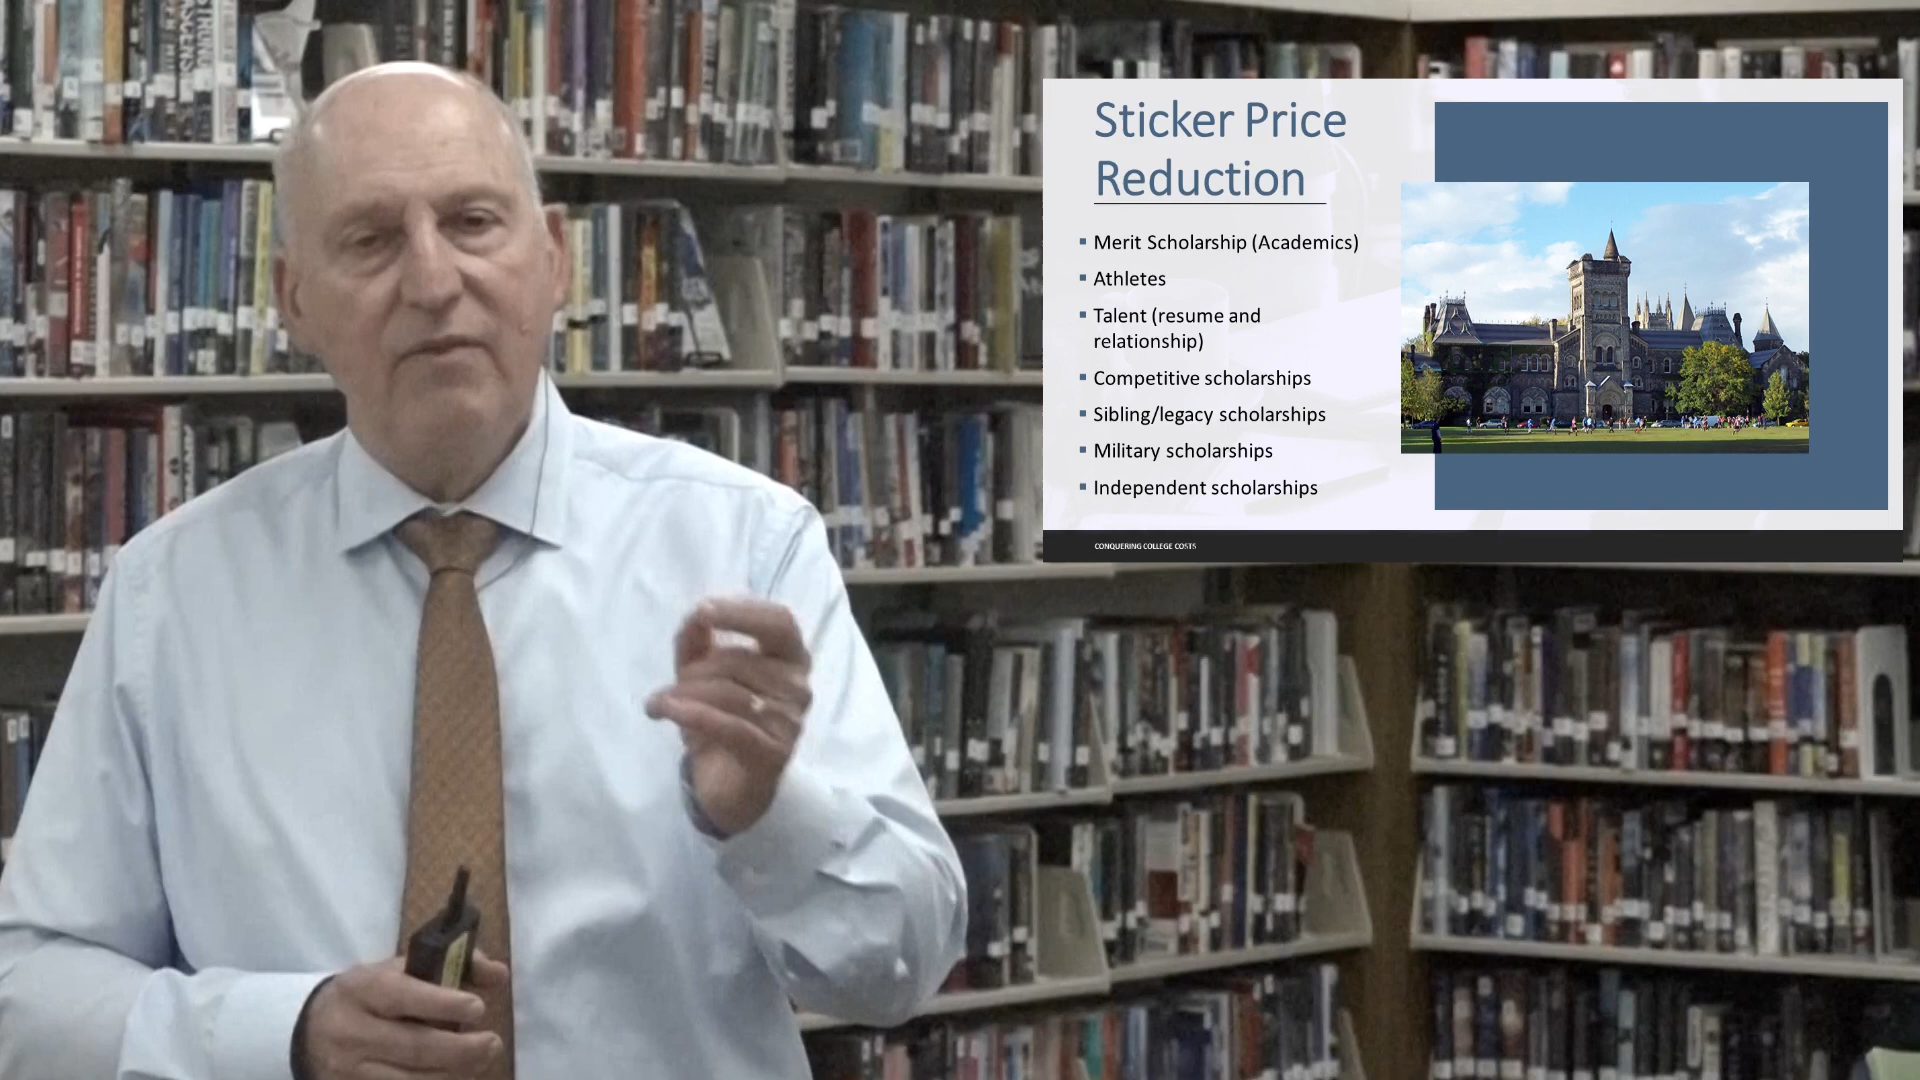 Sticker Price
Reduction
Merit Scholarship (Academics)
Athletes
Talent (resume and
relationship)
Competitive scholarships
Sibling/legacy scholarships
Military scholarships
Independent scholarships
CONQUERING COLLEGE COSTS